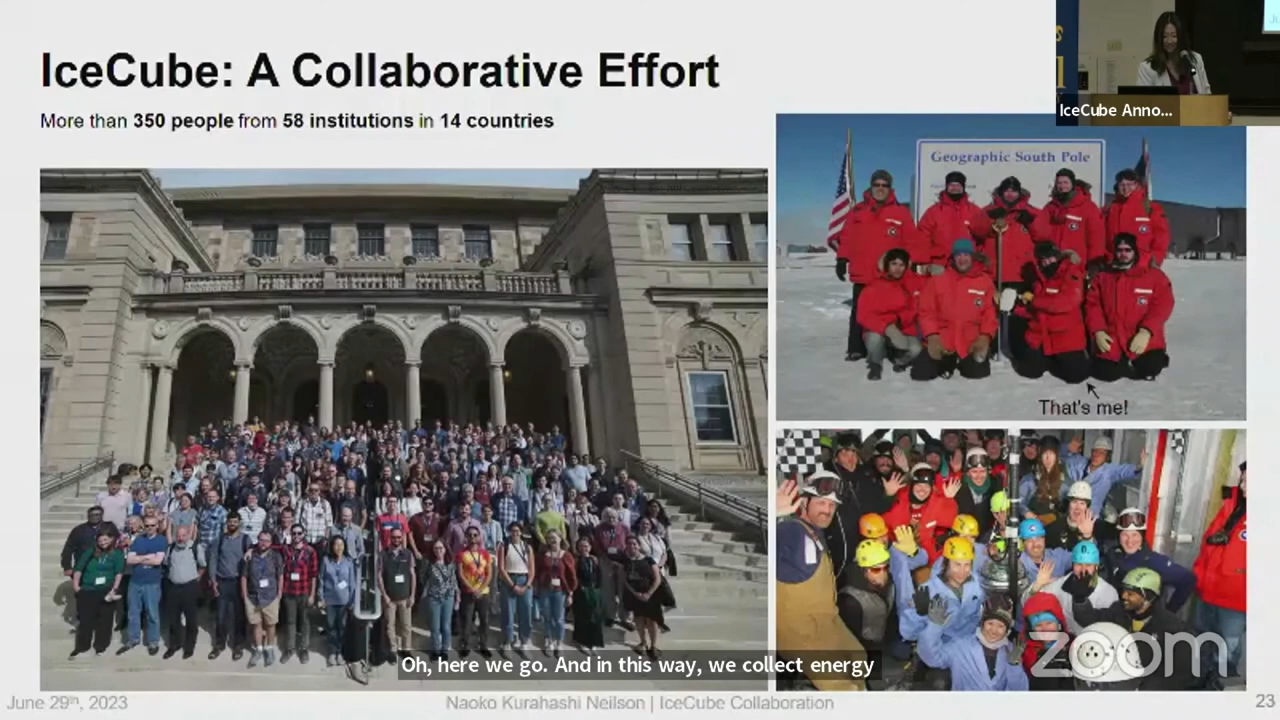 IceCube: A Collaborative Effort
More than 350 people from 58 institutions in 14 countries
IceCube Anno...
Geographic South Pole
That's me!
zoom
Oh, here we go. And in this way, we collect energy
June 29th, 2023
Naoko Kurahashi Neilson | IceCube Collaboration
23